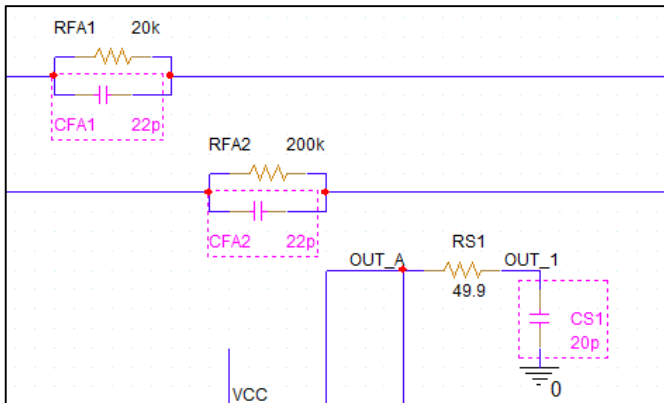 RFA1 20k
CFA1 22p
RFA2 200k
CFA2 22p
OUT_A RS1 OUT_1
49.9
CS1
20p
0
VCC